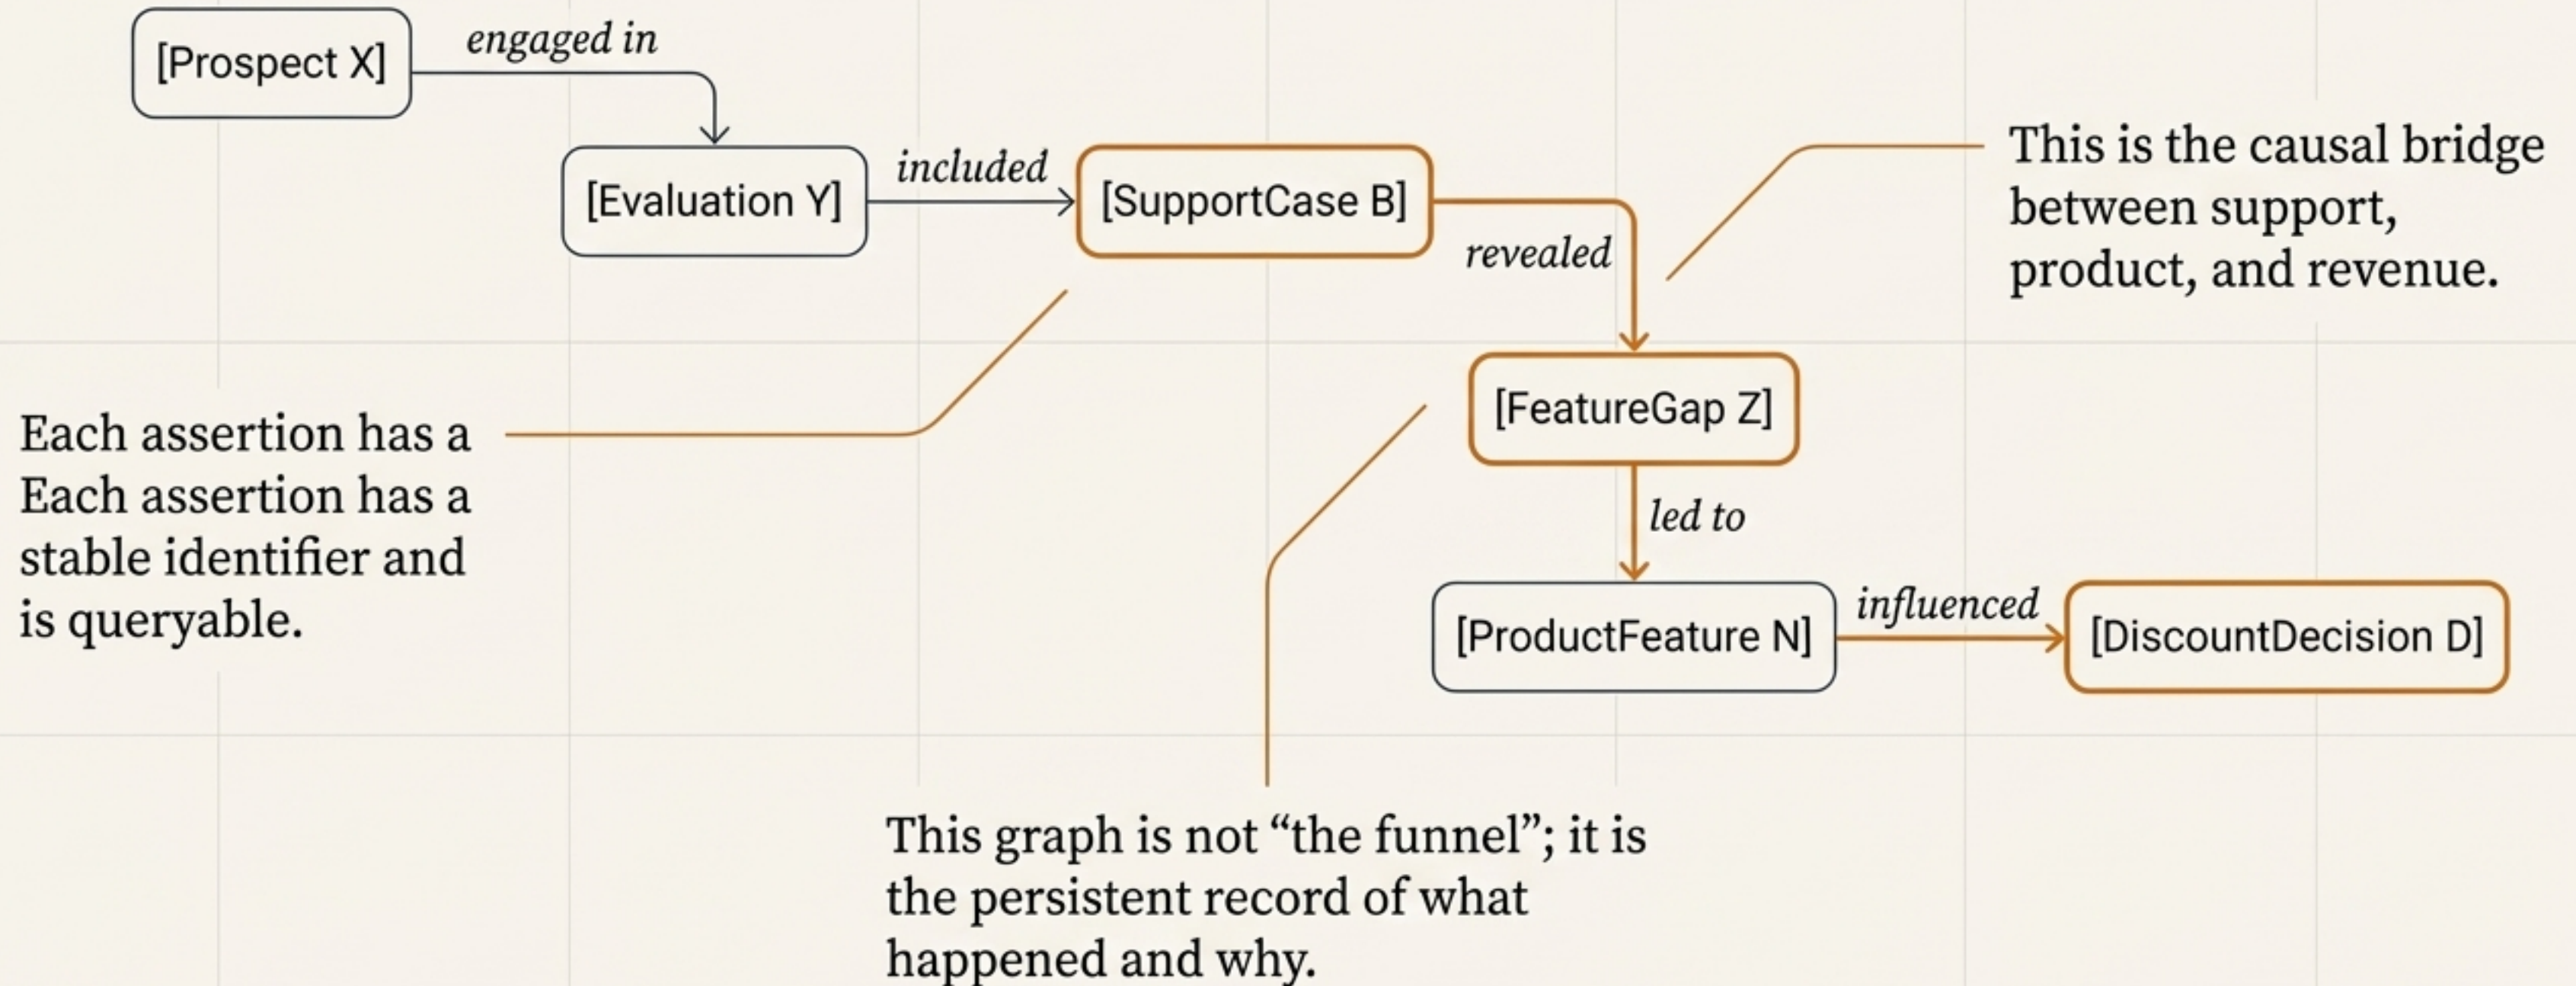 [Prospect X]
engaged in
[Evaluation Y]
included
[SupportCase B]
revealed
This is the causal bridge
between support,
product, and revenue.
[FeatureGap Z]
led to
[ProductFeature N]
influenced
[DiscountDecision D]
Each assertion has a
Each assertion has a
stable identifier and
is queryable.
This graph is not “the funnel”; it is
the persistent record of what
happened and why.